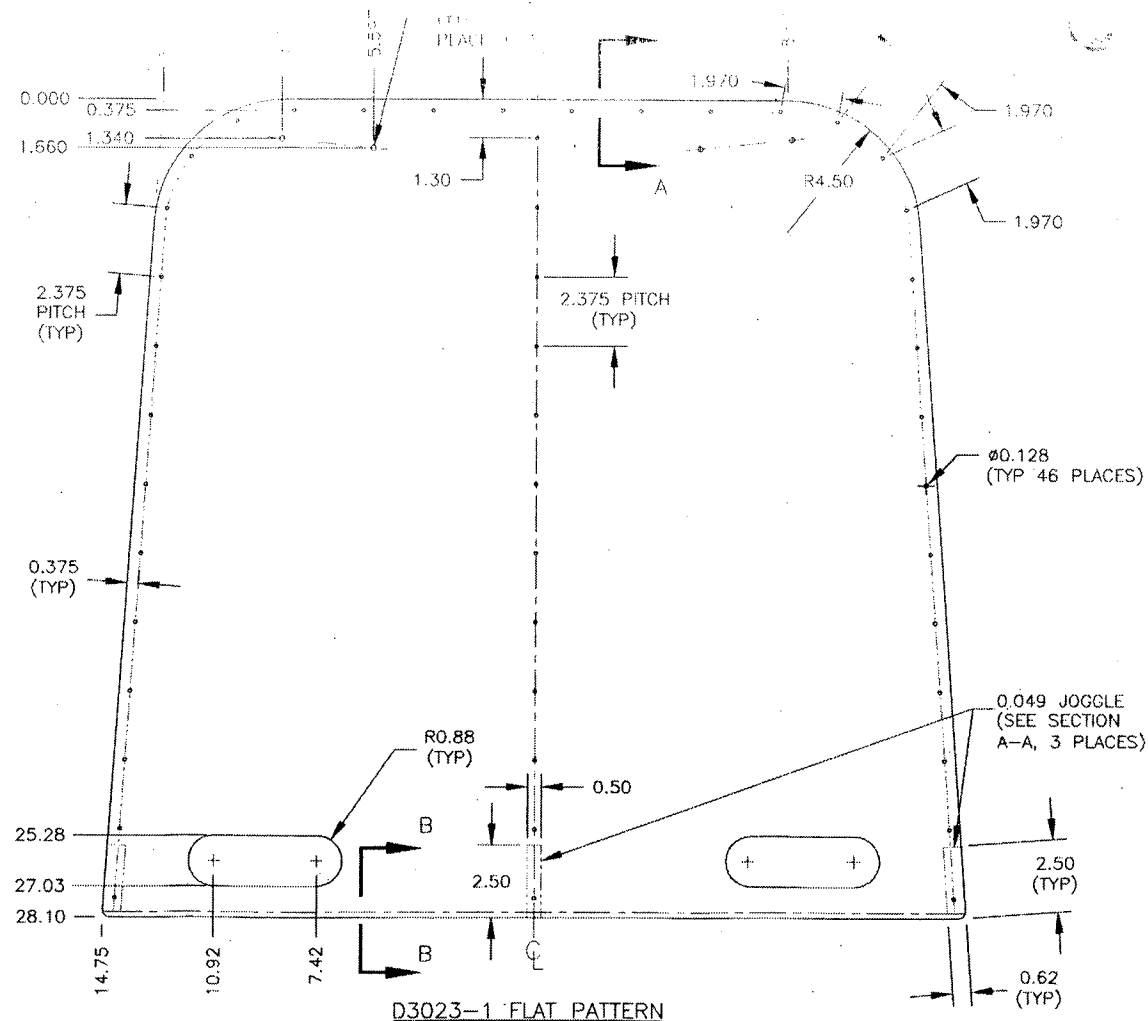 PLACE
0.000
0.375
1.340
1.660
1.30
A
1.970
1.970
R4.50
1.970
2.375
PITCH
(TYP)
2.375 PITCH
(TYP)
ø0.128
(TYP 46 PLACES)
0.375
(TYP)
0.049 JOGGLE
(SEE SECTION
A-A, 3 PLACES)
R0.88
(TYP)
0.50
25.28
27.03
28.10
B
2.50
2.50
(TYP)
14.75
10.92
7.42
B
CL
0.62
(TYP)
D3023-1 FLAT PATTERN